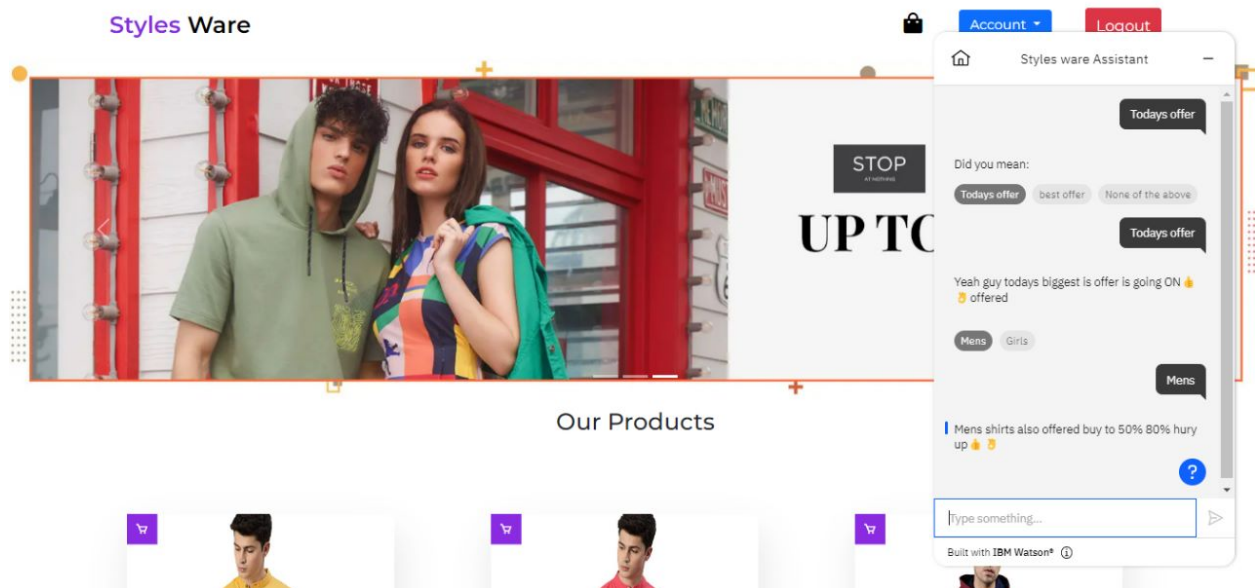 Styles Ware
Account
Logout
STOP
AT NOTHING
UP TO
Our Products
Styles ware Assistant
Todays offer
Did you mean:
Todays offer
best offer
None of the above
Todays offer
Yeah guy todays biggest is offer is going ON 👍
👌 offered
Mens
Girls
Mens
Mens shirts also offered buy to 50% 80% hury
up 👍 👌
?
Type something...
Built with IBM Watson®